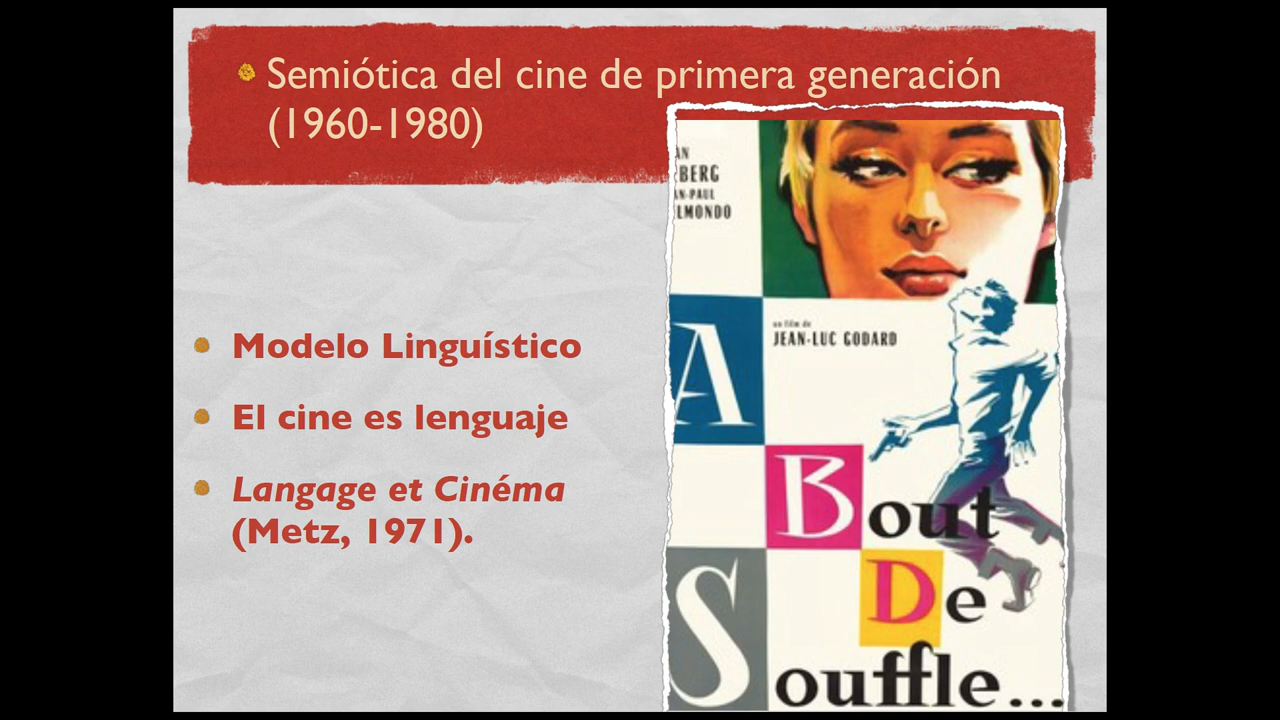 Semiótica del cine de primera generación
(1960-1980)
Modelo Linguístico
El cine es lenguaje
Langage et Cinéma
(Metz, 1971).
AN
BERG
AN-PAUL
LMONDO
un film de
JEAN-LUC GODARD
A
Bout
De
Souffle...